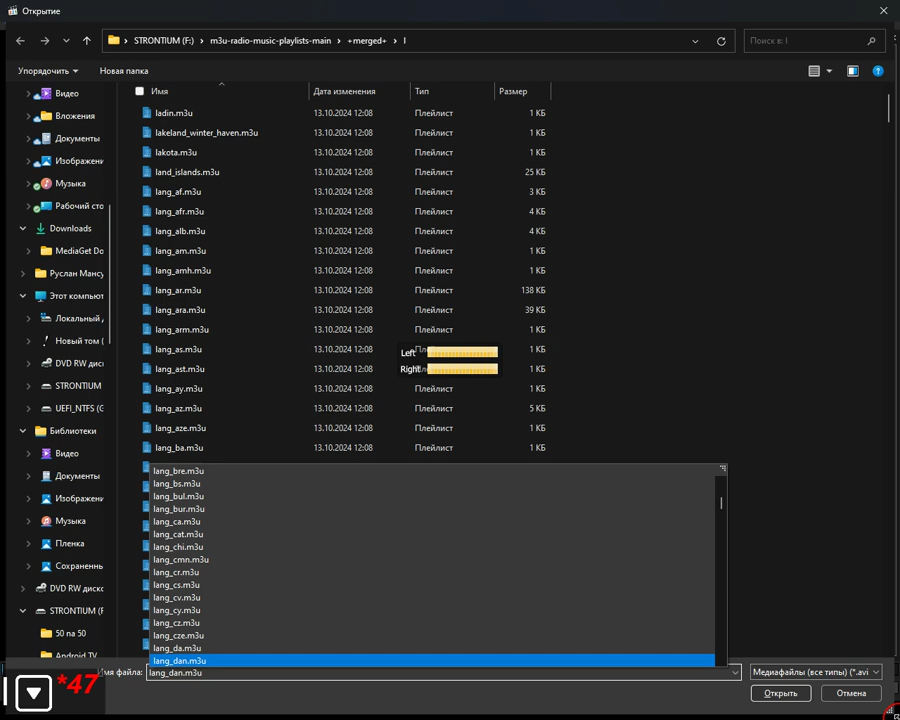 Открытие
STRONTIUM (F:) > m3u-radio-music-playlists-main > +merged+ > l
Поиск в: l
Упорядочить Новая папка
Имя Дата изменения Тип Размер
Видео
Вложения
Документы
Изображени
Музыка
Рабочий сто
Downloads
MediaGet Do
Руслан Мансу
Этот компьют
Локальный
Новый том (
DVD RW диск
STRONTIUM
UEFI_NTFS (G
Библиотеки
Видео
Документы
Изображени
Музыка
Пленка
Сохраненны
DVD RW диско
STRONTIUM (F
50 na 50
Android TV
ladin.m3u 13.10.2024 12:08 Плейлист 1 КБ
lakeland_winter_haven.m3u 13.10.2024 12:08 Плейлист 1 КБ
lakota.m3u 13.10.2024 12:08 Плейлист 1 КБ
land_islands.m3u 13.10.2024 12:08 Плейлист 25 КБ
lang_af.m3u 13.10.2024 12:08 Плейлист 3 КБ
lang_afr.m3u 13.10.2024 12:08 Плейлист 4 КБ
lang_alb.m3u 13.10.2024 12:08 Плейлист 4 КБ
lang_am.m3u 13.10.2024 12:08 Плейлист 1 КБ
lang_amh.m3u 13.10.2024 12:08 Плейлист 1 КБ
lang_ar.m3u 13.10.2024 12:08 Плейлист 138 КБ
lang_ara.m3u 13.10.2024 12:08 Плейлист 39 КБ
lang_arm.m3u 13.10.2024 12:08 Плейлист 1 КБ
lang_as.m3u 13.10.2024 12:08 Пле 1 КБ
lang_ast.m3u 13.10.2024 12:08 1 КБ
lang_ay.m3u 13.10.2024 12:08 Плейлист 1 КБ
lang_az.m3u 13.10.2024 12:08 Плейлист 5 КБ
lang_aze.m3u 13.10.2024 12:08 Плейлист 1 КБ
lang_ba.m3u 13.10.2024 12:08 Плейлист 1 КБ
Left
Right
lang_bre.m3u
lang_bs.m3u
lang_bul.m3u
lang_bur.m3u
lang_ca.m3u
lang_cat.m3u
lang_chi.m3u
lang_cmn.m3u
lang_cr.m3u
lang_cs.m3u
lang_cv.m3u
lang_cy.m3u
lang_cz.m3u
lang_cze.m3u
lang_da.m3u
lang_dan.m3u
Имя файла: lang_dan.m3u Медиафайлы (все типы) (*.avi
Открыть Отмена
*47